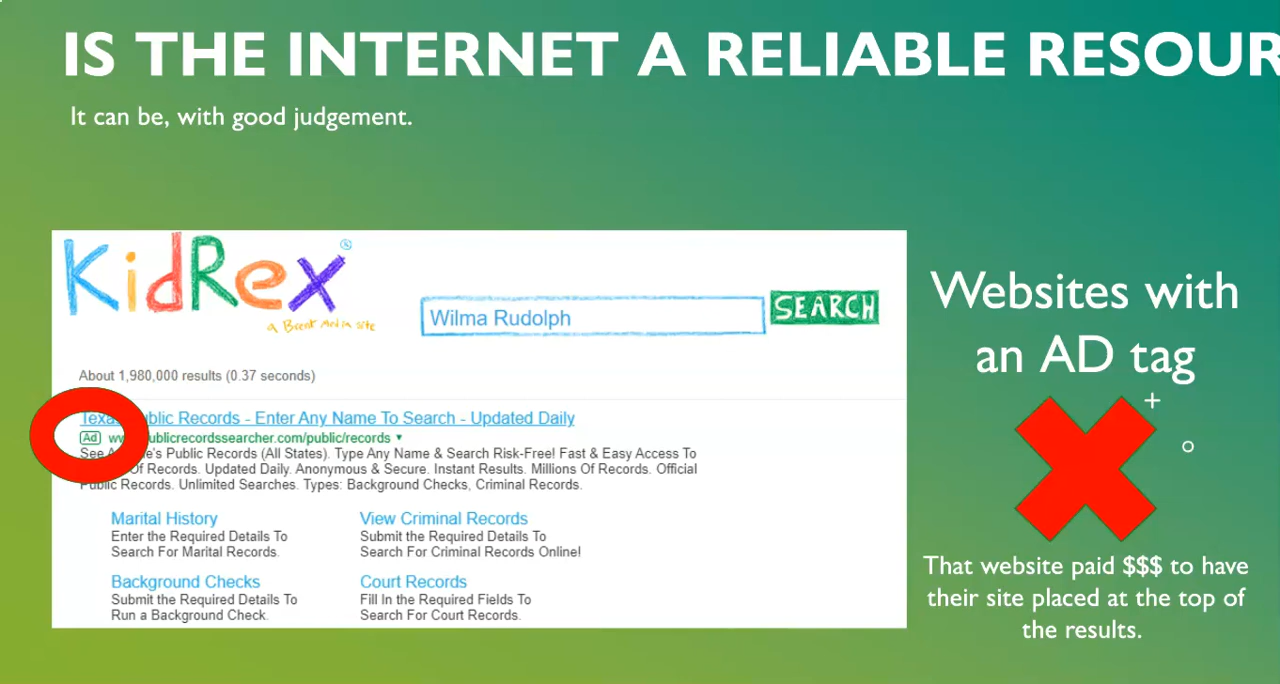 IS THE INTERNET A RELIABLE RESOUR
It can be, with good judgement.
KidRex®
a Brent Media site
Wilma Rudolph
SEARCH
About 1,980,000 results (0.37 seconds)
Public Records - Enter Any Name To Search - Updated Daily
Ad publicrecordssearcher.com/public/records
See Public Records (All States). Type Any Name & Search Risk-Free! Fast & Easy Access To
Of Records. Updated Daily. Anonymous & Secure. Instant Results. Millions Of Records. Official
Public Records. Unlimited Searches. Types: Background Checks, Criminal Records.
Marital History
Enter the Required Details To
Search For Marital Records.
View Criminal Records
Submit the Required Details To
Search For Criminal Records Online!
Background Checks
Submit the Required Details To
Run a Background Check.
Court Records
Fill In the Required Fields To
Search For Court Records.
Websites with
an AD tag
That website paid $$$ to have
their site placed at the top of
the results.